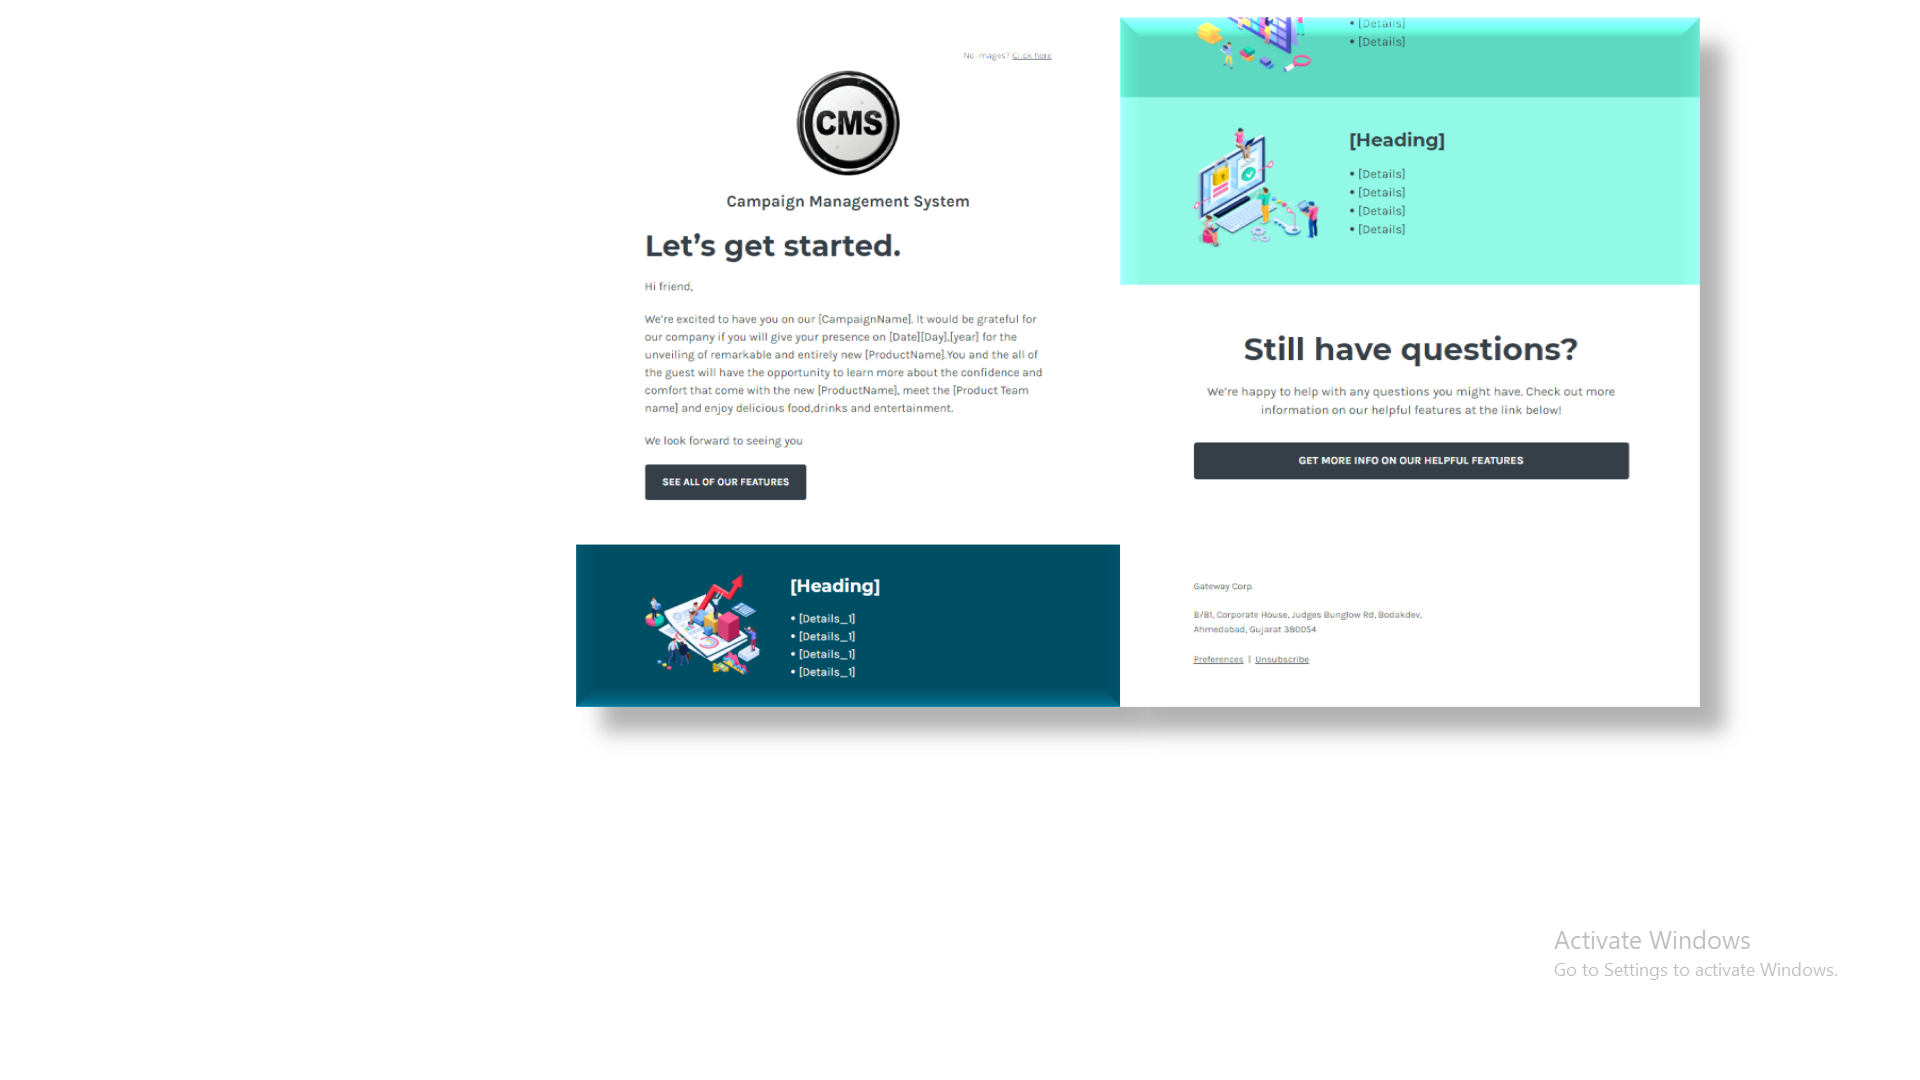 No images? Click here
CMS
Campaign Management System
Let’s get started.
Hi friend,
We’re excited to have you on our [CampaignName]. It would be grateful for
our company if you will give your presence on [Date][Day],[year] for the
unveiling of remarkable and entirely new [ProductName].You and the all of
the guest will have the opportunity to learn more about the confidence and
comfort that come with the new [ProductName], meet the [Product Team
name] and enjoy delicious food,drinks and entertainment.
We look forward to seeing you
SEE ALL OF OUR FEATURES
[Heading]
• [Details_1]
• [Details_1]
• [Details_1]
• [Details_1]
• [Details]
• [Details]
[Heading]
• [Details]
• [Details]
• [Details]
• [Details]
Still have questions?
We’re happy to help with any questions you might have. Check out more
information on our helpful features at the link below!
GET MORE INFO ON OUR HELPFUL FEATURES
Gateway Corp.
B/81, Corporate House, Judges Bunglow Rd, Bodakdev,
Ahmedabad, Gujarat 380054
Preferences | Unsubscribe
Activate Windows
Go to Settings to activate Windows.